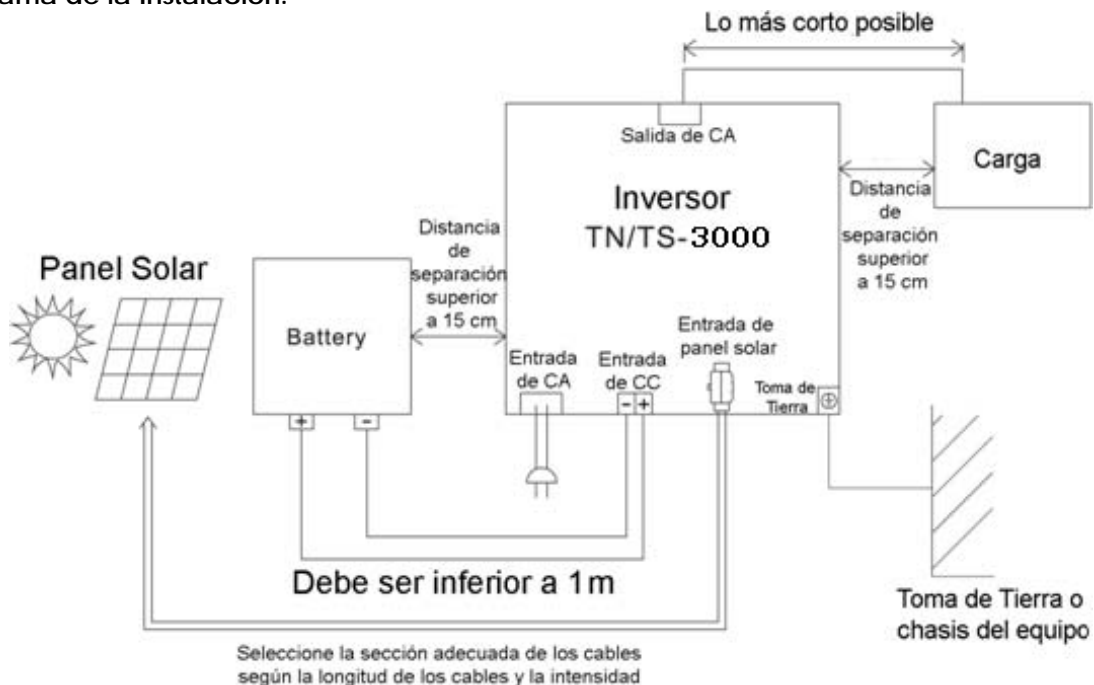 de la instalación.
Lo más corto posible
Salida de CA
Carga
Inversor
TN/TS-3000
Distancia
de
separación
superior
a 15 cm
Distancia
de
separación
superior
a 15 cm
Panel Solar
Battery
Entrada de
panel solar
Entrada
de CA
Entrada
de CC
Toma de
Tierra
- +
+ -
Debe ser inferior a 1m
Toma de Tierra o
chasis del equipo
Seleccione la sección adecuada de los cables
según la longitud de los cables y la intensidad